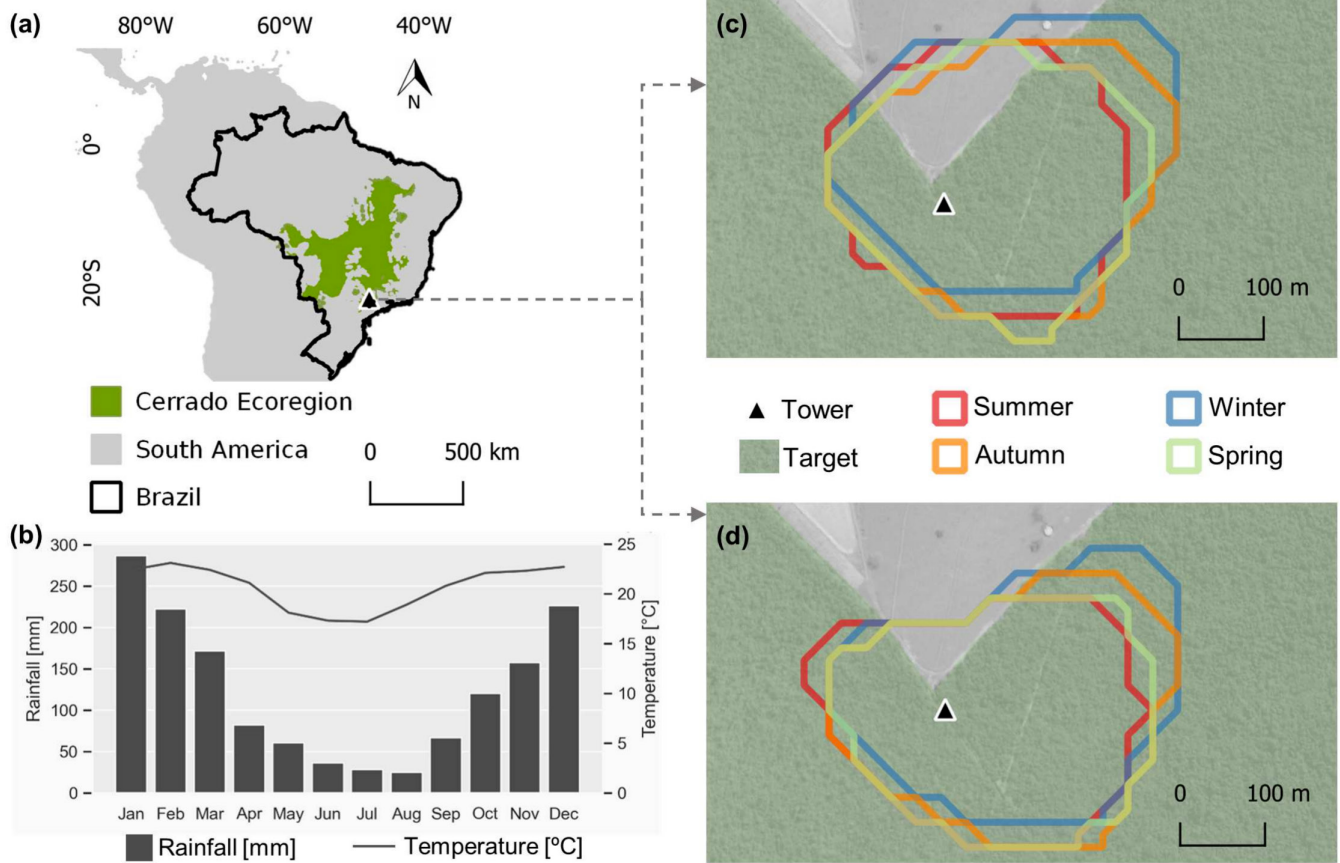 (a)
80°W 60°W 40°W
N
0°
20°S
Cerrado Ecoregion
South America
Brazil
0 500 km
(b)
Rainfall [mm]
300
250
200
150
100
50
0
25
20
15
10
5
0
Temperature [°C]
Jan Feb Mar Apr May Jun Jul Aug Sep Oct Nov Dec
Rainfall [mm] Temperature [ºC]
(c)
0 100 m
Tower Summer Winter
Target Autumn Spring
(d)
0 100 m